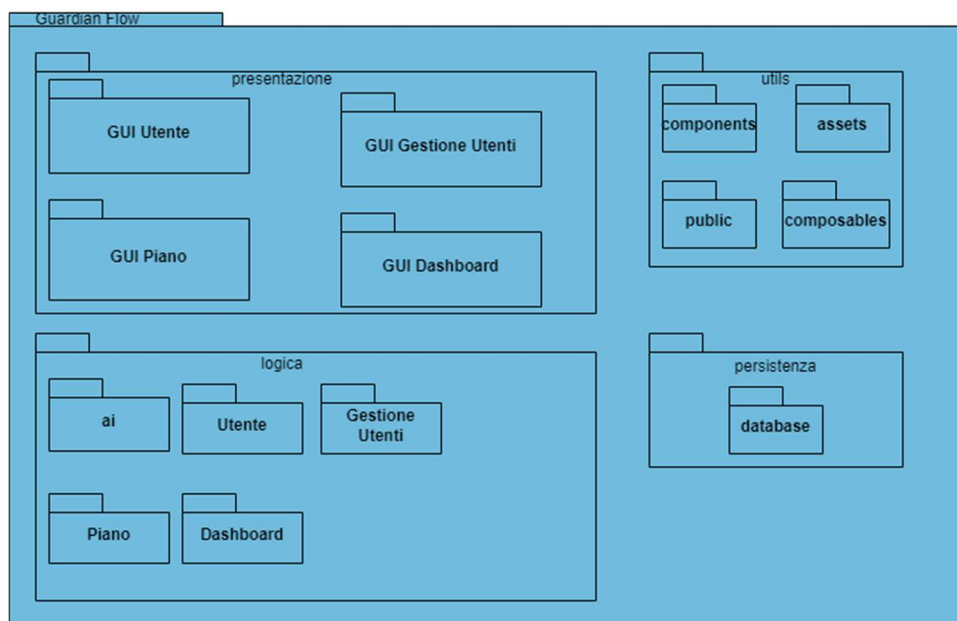 Guardian Flow
presentazione
GUI Utente
GUI Gestione Utenti
GUI Piano
GUI Dashboard
utils
components
assets
public
composables
logica
ai
Utente
Gestione
Utenti
Piano
Dashboard
persistenza
database